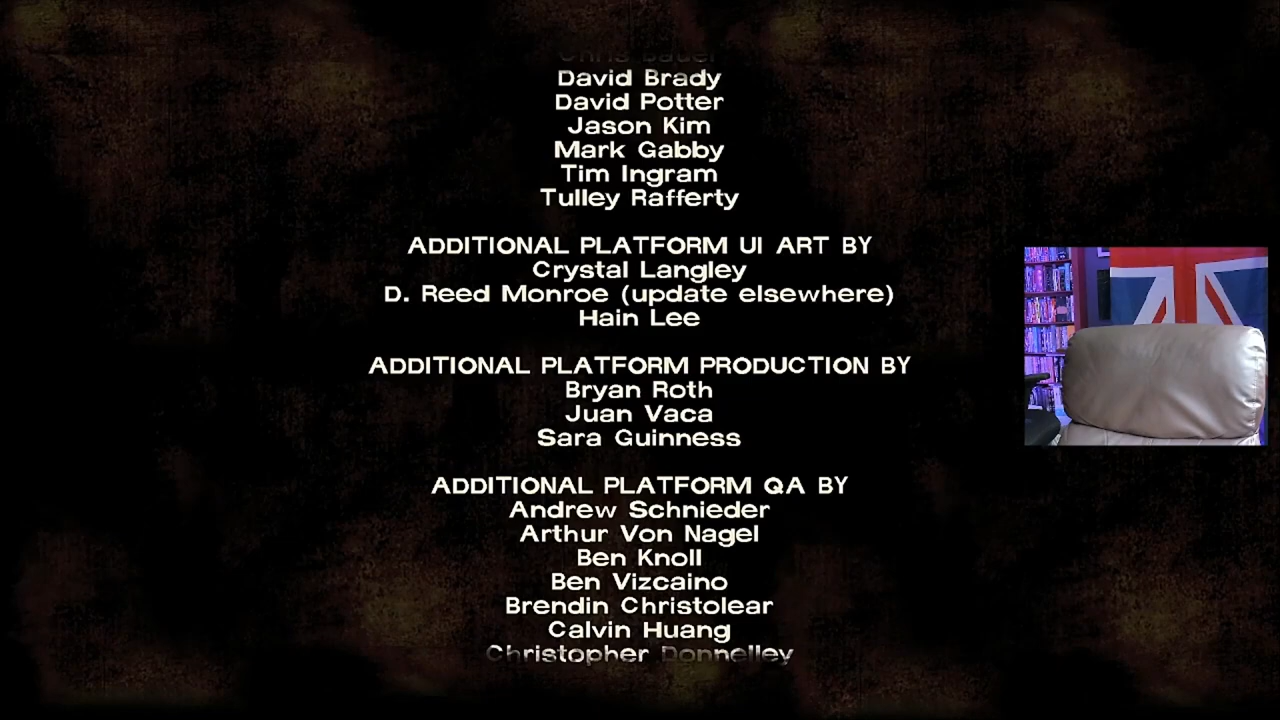 Chris Bauer
David Brady
David Potter
Jason Kim
Mark Gabby
Tim Ingram
Tulley Rafferty
ADDITIONAL PLATFORM UI ART BY
Crystal Langley
D. Reed Monroe (update elsewhere)
Hain Lee
ADDITIONAL PLATFORM PRODUCTION BY
Bryan Roth
Juan Vaca
Sara Guinness
ADDITIONAL PLATFORM QA BY
Andrew Schnieder
Arthur Von Nagel
Ben Knoll
Ben Vizcaino
Brendin Christolear
Calvin Huang
Christopher Donnelley